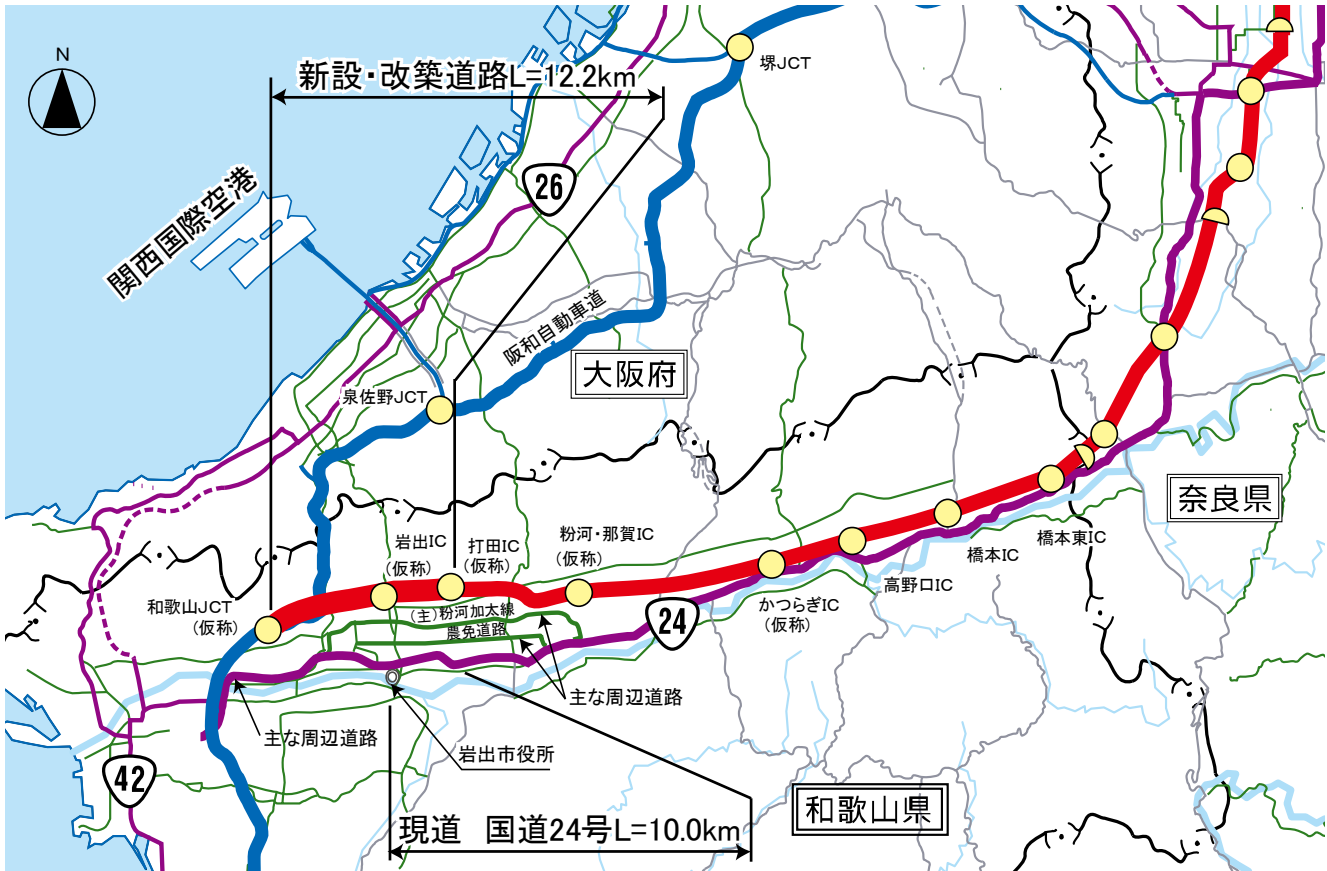 N
新設・改築道路L=12.2km
堺JCT
26
関西国際空港
阪和自動車道
大阪府
泉佐野JCT
奈良県
岩出IC
(仮称)
打田IC
(仮称)
粉河・那賀IC
(仮称)
橋本東IC
橋本IC
高野口IC
かつらぎIC
(仮称)
和歌山JCT
(仮称)
(主)粉河加太線
農免道路
24
主な周辺道路
主な周辺道路
岩出市役所
42
和歌山県
現道 国道24号L=10.0km